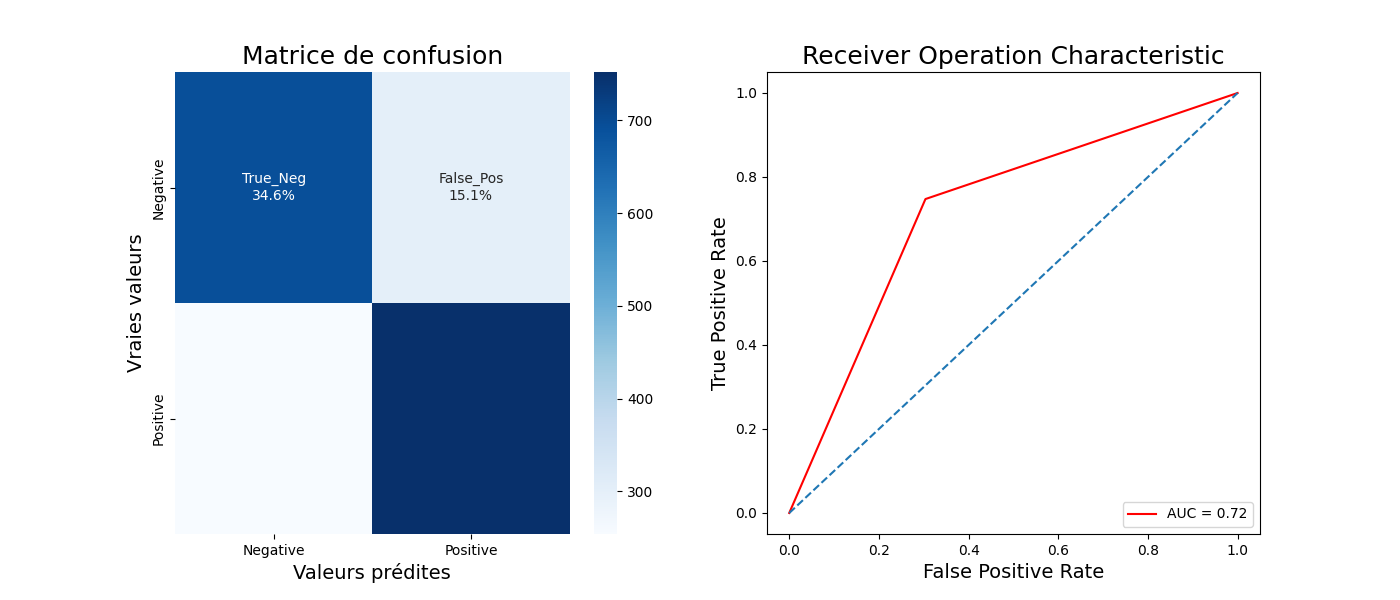 Matrice de confusion
True_Neg
34.6%
False_Pos
15.1%
Negative
Positive
Vraies valeurs
Negative
Positive
Valeurs prédites
700
600
500
400
300
Receiver Operation Characteristic
1.0
0.8
0.6
0.4
0.2
0.0
True Positive Rate
AUC = 0.72
0.0
0.2
0.4
0.6
0.8
1.0
False Positive Rate